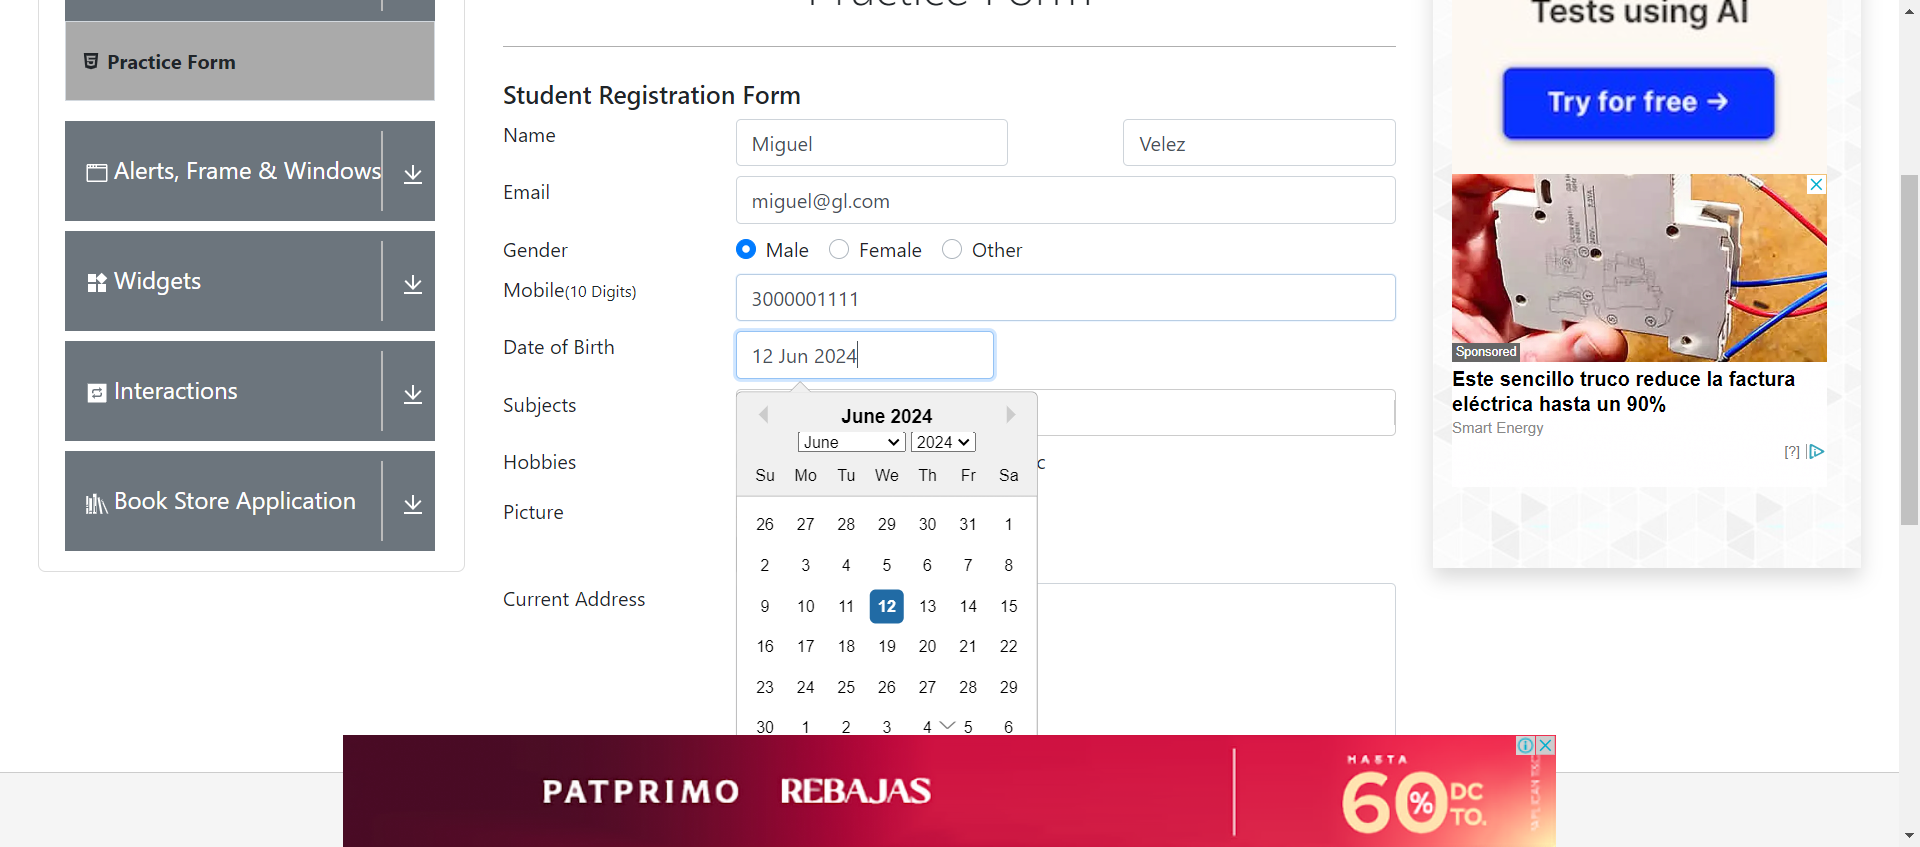 Practice Form
Practice Form
Alerts, Frame & Windows
Widgets
Interactions
Book Store Application
Student Registration Form
Name
Miguel
Velez
Email
miguel@gl.com
Gender
Male
Female
Other
Mobile(10 Digits)
3000001111
Date of Birth
12 Jun 2024
Subjects
June 2024
June
2024
Hobbies
c
Su Mo Tu We Th Fr Sa
Picture
26 27 28 29 30 31 1
2 3 4 5 6 7 8
Current Address
9 10 11 12 13 14 15
16 17 18 19 20 21 22
23 24 25 26 27 28 29
30 1 2 3 4 5 6
Tests using AI
Try for free →
Sponsored
Este sencillo truco reduce la factura
eléctrica hasta un 90%
Smart Energy
[?]
PATPRIMO REBAJAS
HASTA
60% DCTO.